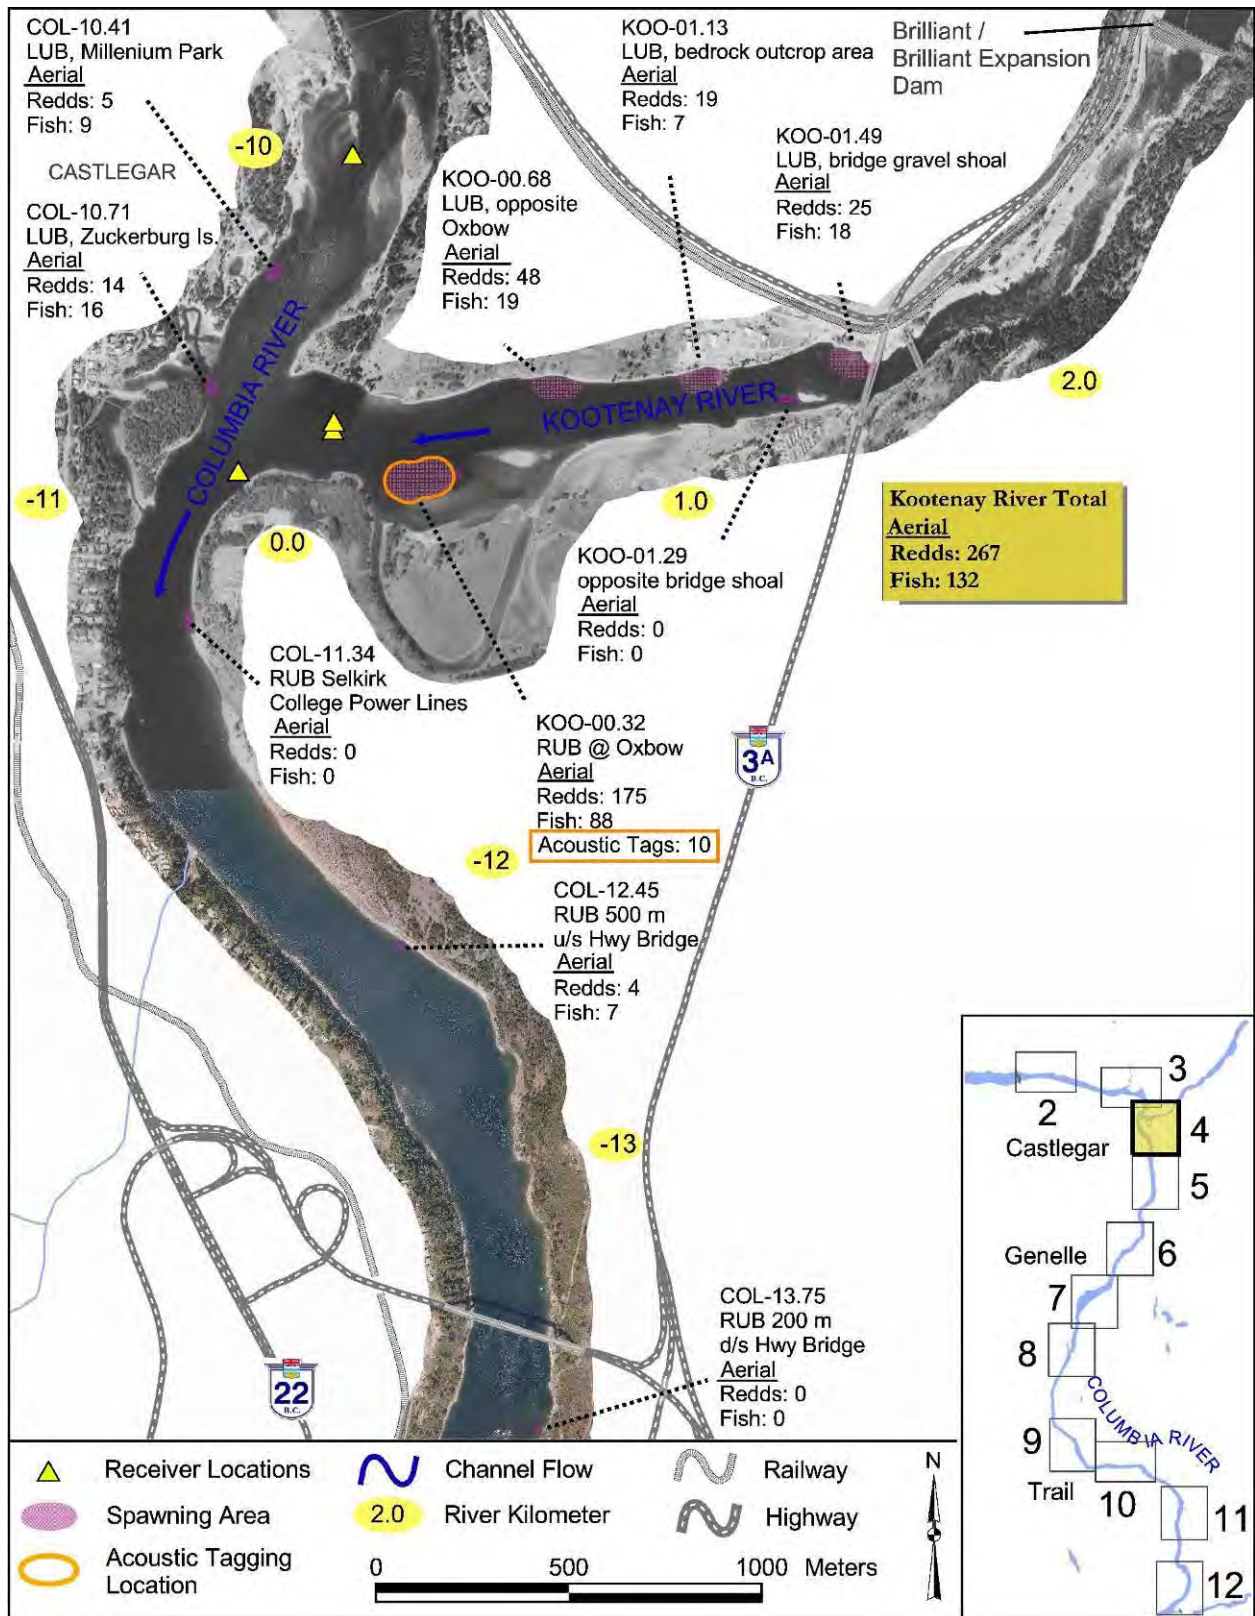 COL-10.41
LUB, Millenium Park
Aerial
Redds: 5
Fish: 9
KOO-01.13
LUB, bedrock outcrop area
Aerial
Redds: 19
Fish: 7
Brilliant /
Brilliant Expansion
Dam
-10
CASTLEGAR
KOO-00.68
LUB, opposite
Oxbow
Aerial
Redds: 48
Fish: 19
KOO-01.49
LUB, bridge gravel shoal
Aerial
Redds: 25
Fish: 18
COL-10.71
LUB, Zuckerburg Is.
Aerial
Redds: 14
Fish: 16
COLUMBIA RIVER
KOOTENAY RIVER
2.0
-11
0.0
1.0
Kootenay River Total
Aerial
Redds: 267
Fish: 132
KOO-01.29
opposite bridge shoal
Aerial
Redds: 0
Fish: 0
COL-11.34
RUB Selkirk
College Power Lines
Aerial
Redds: 0
Fish: 0
KOO-00.32
RUB @ Oxbow
Aerial
Redds: 175
Fish: 88
Acoustic Tags: 10
3A
B.C.
-12
COL-12.45
RUB 500 m
u/s Hwy Bridge
Aerial
Redds: 4
Fish: 7
-13
COL-13.75
RUB 200 m
d/s Hwy Bridge
Aerial
Redds: 0
Fish: 0
22
B.C.
3
2
4
Castlegar
5
Genelle
6
7
8
COLUMBIA RIVER
9
Trail
10
11
12
Receiver Locations
Channel Flow
Railway
Spawning Area
2.0
River Kilometer
Highway
Acoustic Tagging
Location
0
500
1000
Meters
N